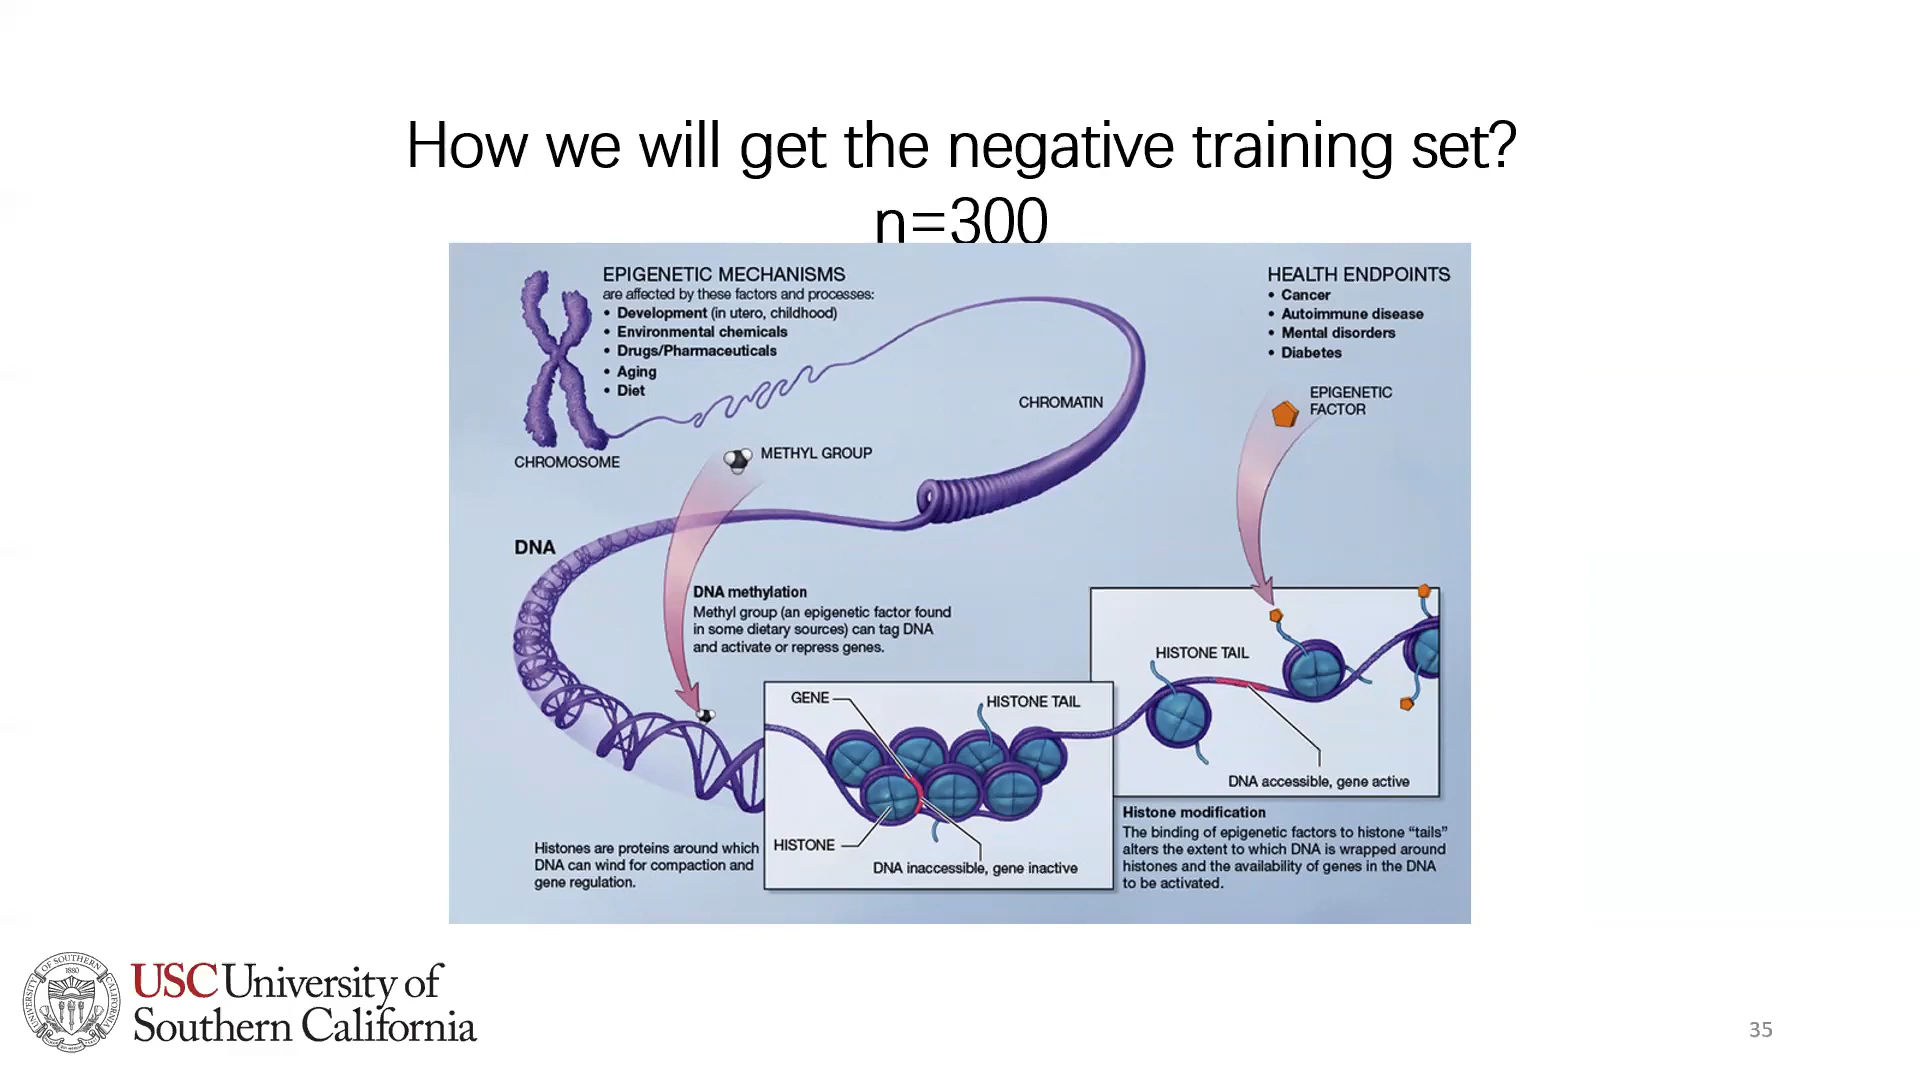 How we will get the negative training set?
n=300
EPIGENETIC MECHANISMS
are affected by these factors and processes:
• Development (in utero, childhood)
• Environmental chemicals
• Drugs/Pharmaceuticals
• Aging
• Diet
HEALTH ENDPOINTS
• Cancer
• Autoimmune disease
• Mental disorders
• Diabetes
EPIGENETIC
FACTOR
CHROMATIN
CHROMOSOME
METHYL GROUP
DNA
DNA methylation
Methyl group (an epigenetic factor found
in some dietary sources) can tag DNA
and activate or repress genes.
HISTONE TAIL
GENE
HISTONE TAIL
DNA accessible, gene active
HISTONE
DNA inaccessible, gene inactive
Histones are proteins around which
DNA can wind for compaction and
gene regulation.
Histone modification
The binding of epigenetic factors to histone “tails”
alters the extent to which DNA is wrapped around
histones and the availability of genes in the DNA
to be activated.
UNIVERSITY OF SOUTHERN CALIFORNIA
1880
USC University of
Southern California
35